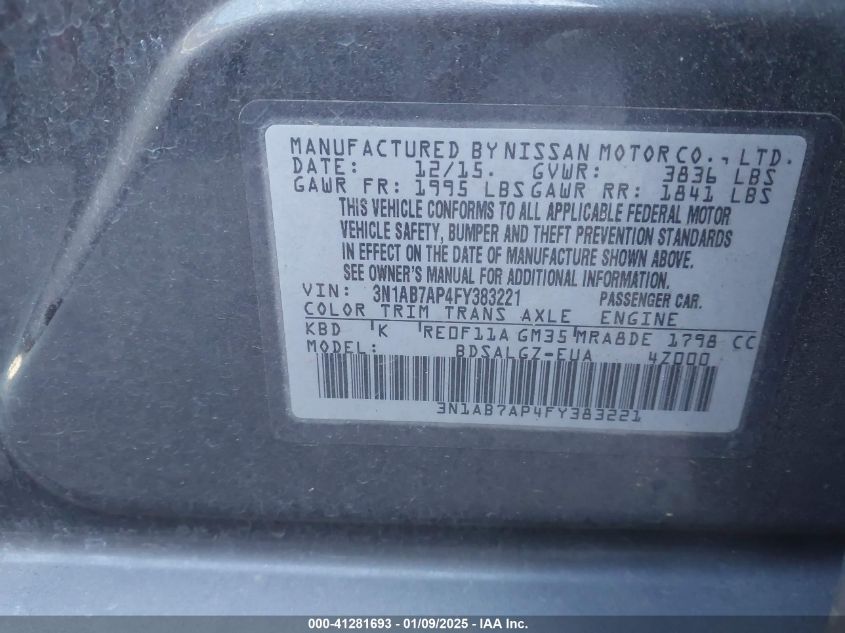 MANUFACTURED BY NISSAN MOTOR CO., LTD.
DATE: 12/15. GVWR: 3836 LBS
GAWR FR: 1995 LBS GAWR RR: 1841 LBS
THIS VEHICLE CONFORMS TO ALL APPLICABLE FEDERAL MOTOR
VEHICLE SAFETY, BUMPER AND THEFT PREVENTION STANDARDS
IN EFFECT ON THE DATE OF MANUFACTURE SHOWN ABOVE.
SEE OWNER'S MANUAL FOR ADDITIONAL INFORMATION.
VIN: 3N1AB7AP4FY383221 PASSENGER CAR.
COLOR TRIM TRANS AXLE ENGINE
KBD K RE0F11A GM35 MRA8DE 1798 CC
MODEL: BDSALGZ-EUA 4Z000
3N1AB7AP4FY383221
000-41281693 - 01/09/2025 - IAA Inc.